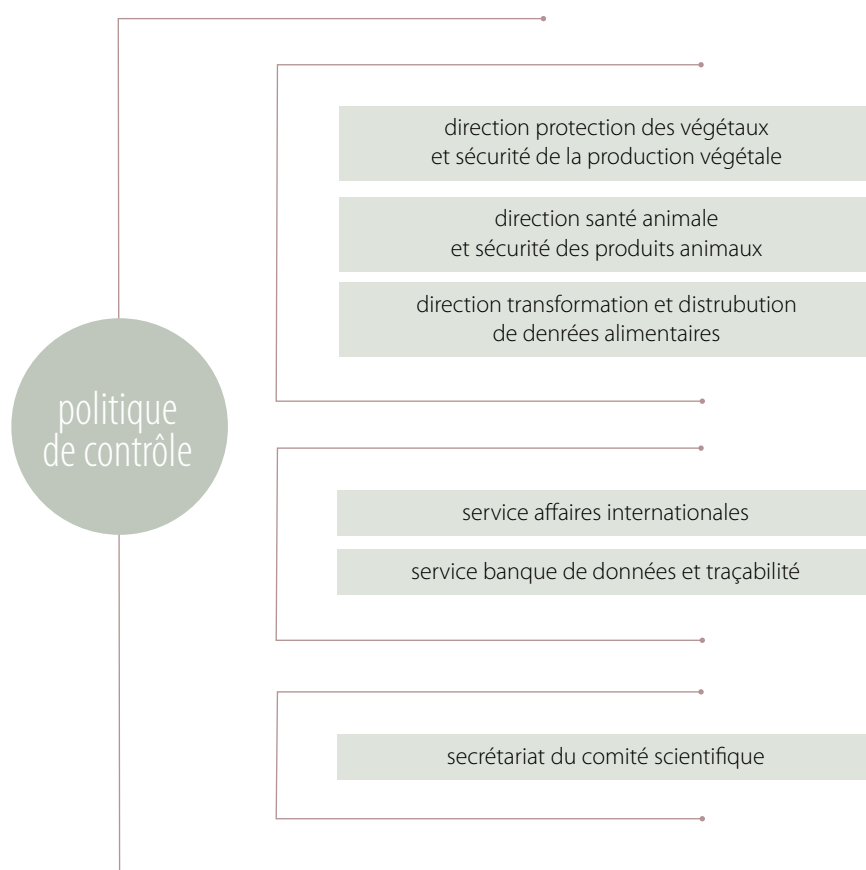 direction protection des végétaux
et sécurité de la production végétale
direction santé animale
et sécurité des produits animaux
direction transformation et distrubution
de denrées alimentaires
politique
de contrôle
service affaires internationales
service banque de données et traçabilité
secrétariat du comité scientifique